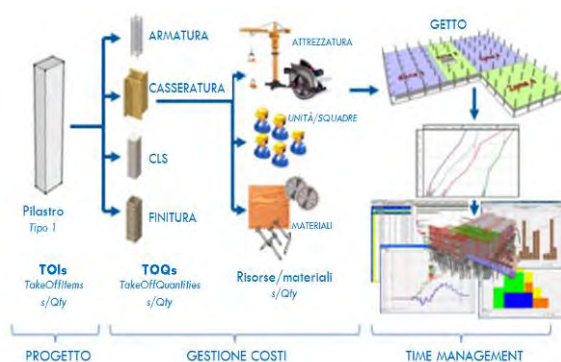 ARMATURA
CASSERATURA
CLS
FINITURA
Pilastro
Tipo 1
TOIs
TakeOffItems
s/Qty
TOQs
TakeOffQuantities
s/Qty
ATTREZZATURA
UNITÀ/SQUADRE
MATERIALI
Risorse/materiali
s/Qty
GETTO
PROGETTO
GESTIONE COSTI
TIME MANAGEMENT